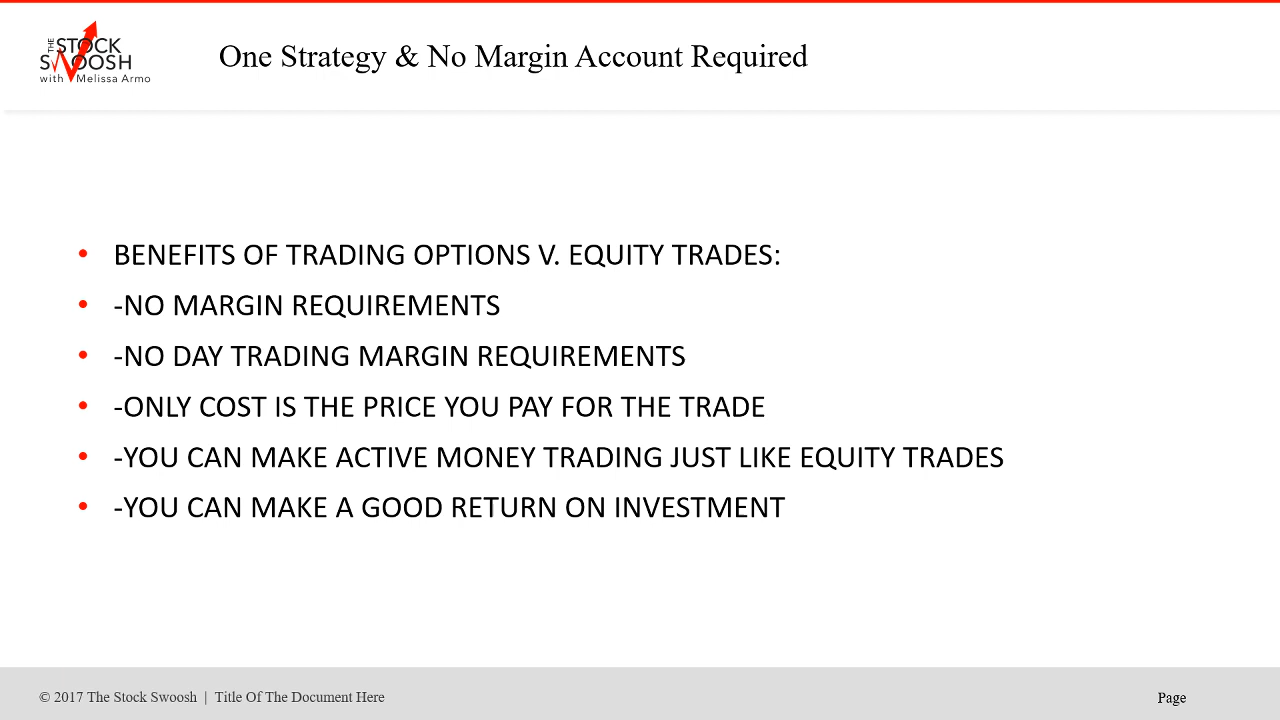 THE STOCK
SWOOSH
with Melissa Armo
One Strategy & No Margin Account Required
• BENEFITS OF TRADING OPTIONS V. EQUITY TRADES:
• -NO MARGIN REQUIREMENTS
• -NO DAY TRADING MARGIN REQUIREMENTS
• -ONLY COST IS THE PRICE YOU PAY FOR THE TRADE
• -YOU CAN MAKE ACTIVE MONEY TRADING JUST LIKE EQUITY TRADES
• -YOU CAN MAKE A GOOD RETURN ON INVESTMENT
© 2017 The Stock Swoosh | Title Of The Document Here
Page